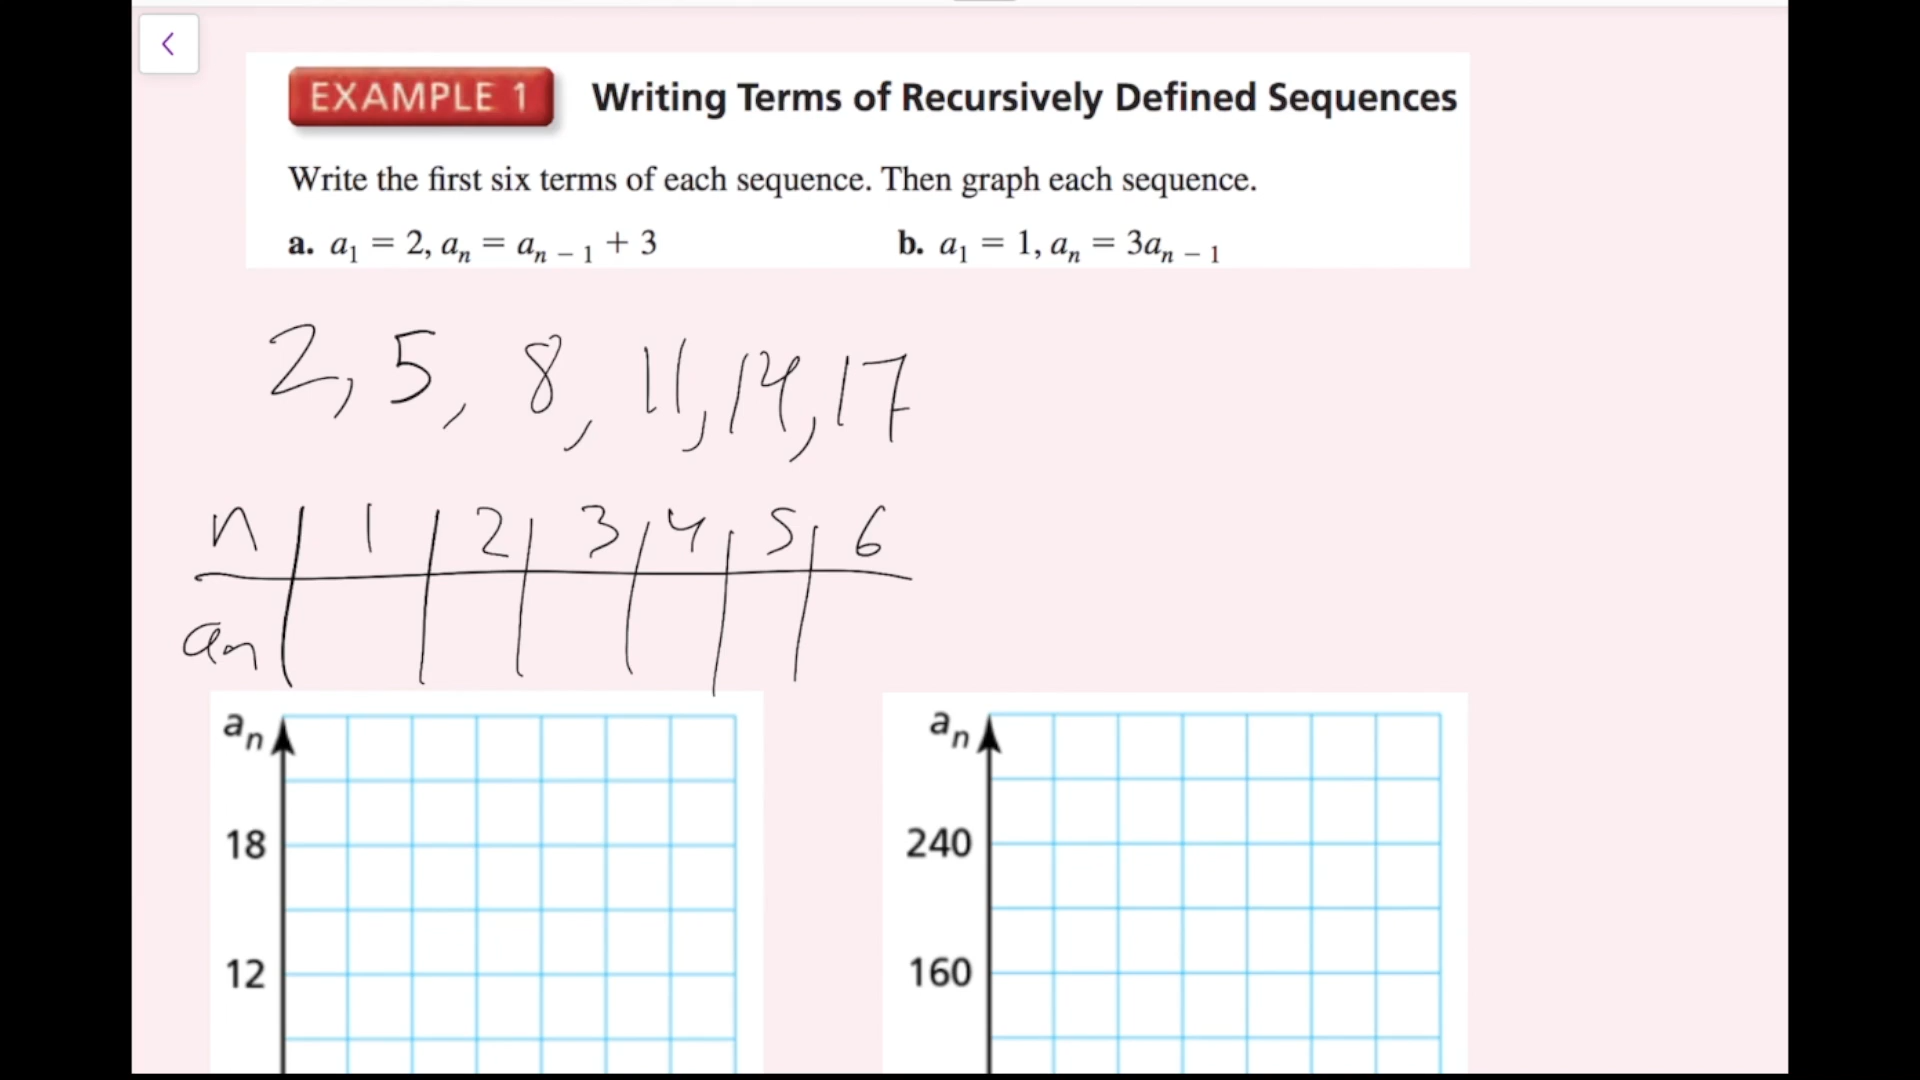 EXAMPLE 1 Writing Terms of Recursively Defined Sequences
Write the first six terms of each sequence. Then graph each sequence.
a. a₁ = 2, aₙ = aₙ₋₁ + 3 b. a₁ = 1, aₙ = 3aₙ₋₁
2, 5, 8, 11, 14, 17
n 1 2 3 4 5 6
aₙ
aₙ aₙ
18 240
12 160